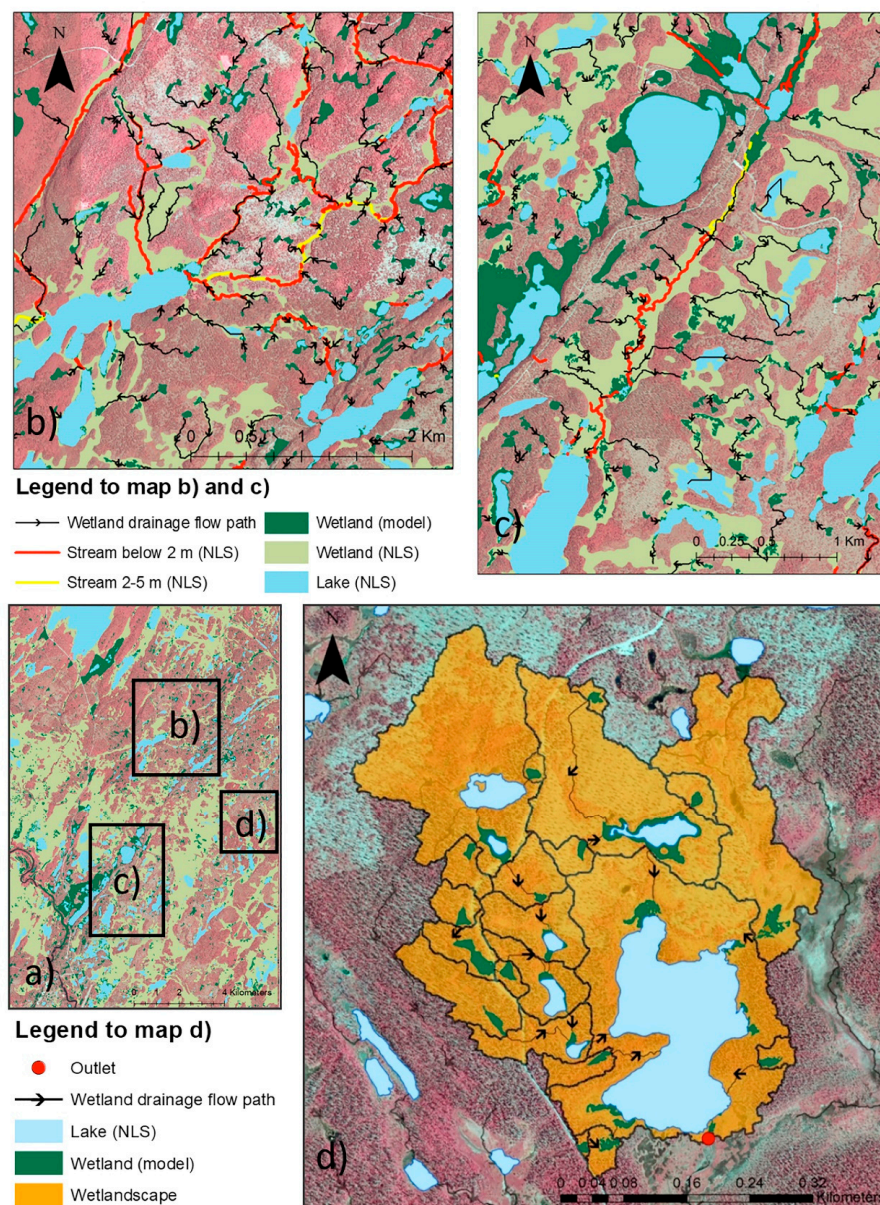 N
b)
0 0,5 1 2 Km
N
c)
0 0.25 0.5 1 Km
Legend to map b) and c)
Wetland drainage flow path
Wetland (model)
Stream below 2 m (NLS)
Wetland (NLS)
Stream 2-5 m (NLS)
Lake (NLS)
b)
d)
c)
a)
0 2 4 Kilometers
Legend to map d)
Outlet
Wetland drainage flow path
Lake (NLS)
Wetland (model)
Wetlandscape
N
d)
0 0.04 0.08 0.16 0.24 0.32
Kilometers